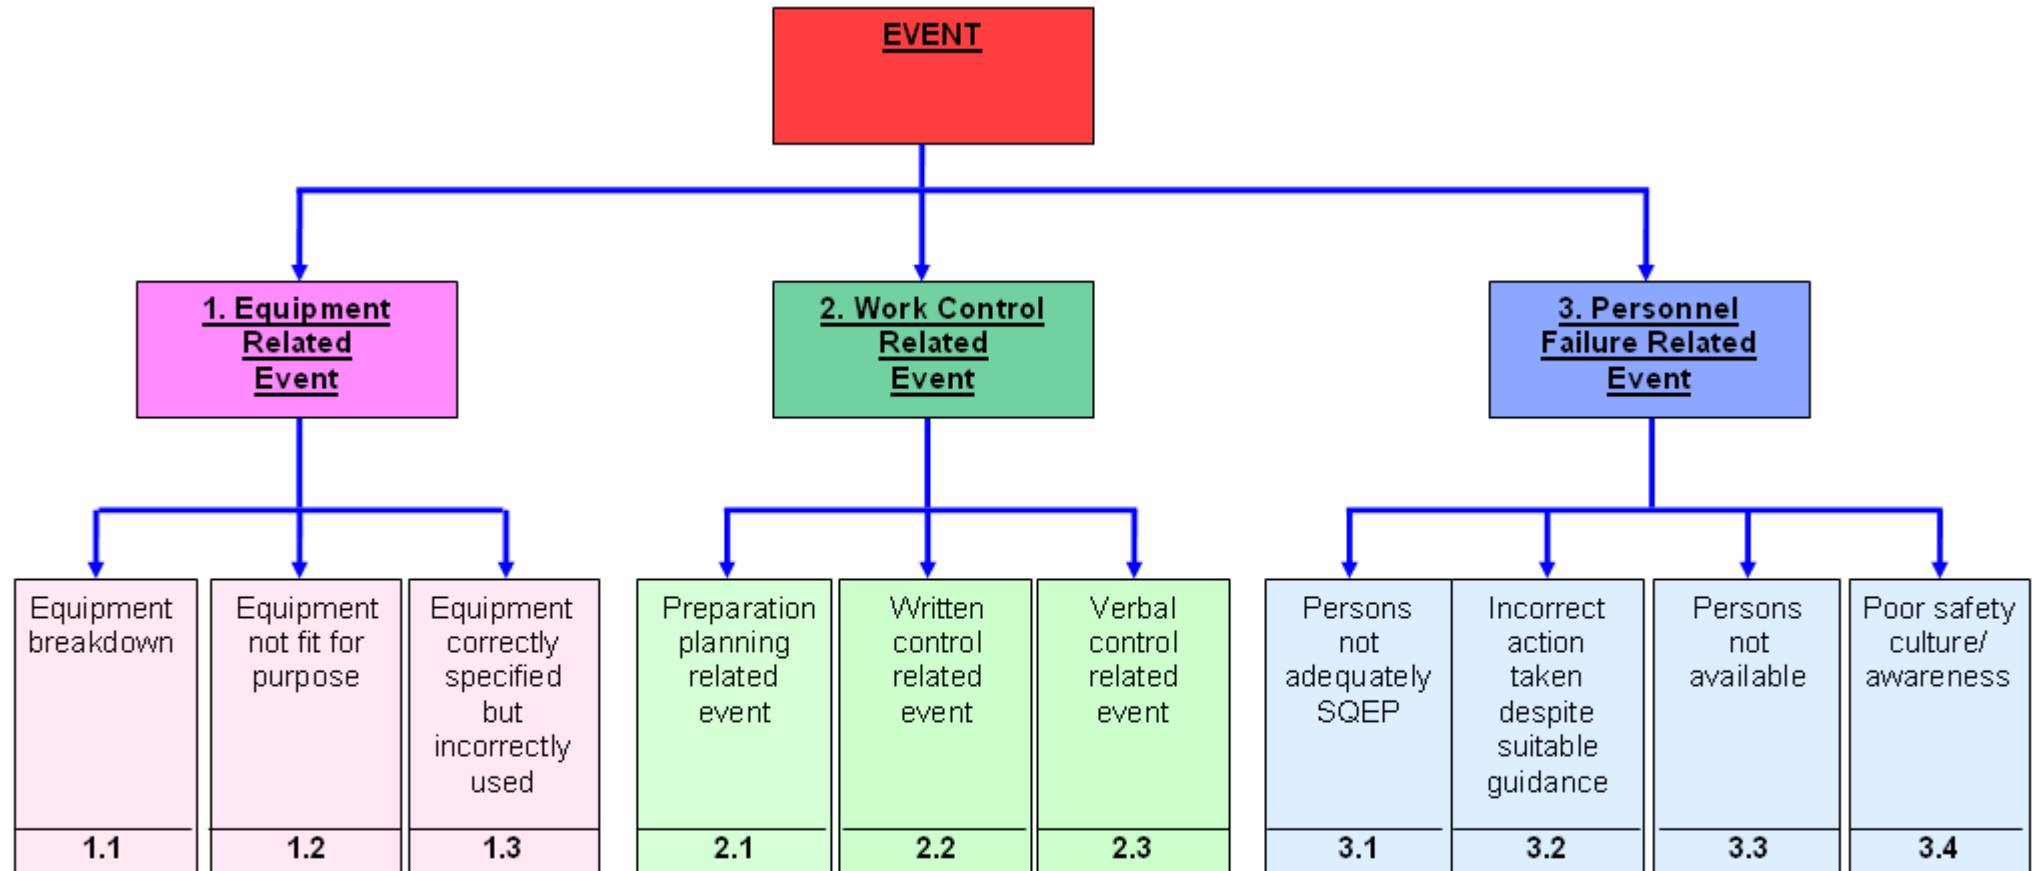 EVENT
1. Equipment
Related
Event
2. Work Control
Related
Event
3. Personnel
Failure Related
Event
Equipment
breakdown
1.1
Equipment
not fit for
purpose
1.2
Equipment
correctly
specified
but
incorrectly
used
1.3
Preparation
planning
related
event
2.1
Written
control
related
event
2.2
Verbal
control
related
event
2.3
Persons
not
adequately
SQEP
3.1
Incorrect
action
taken
despite
suitable
guidance
3.2
Persons
not
available
3.3
Poor safety
culture/
awareness
3.4